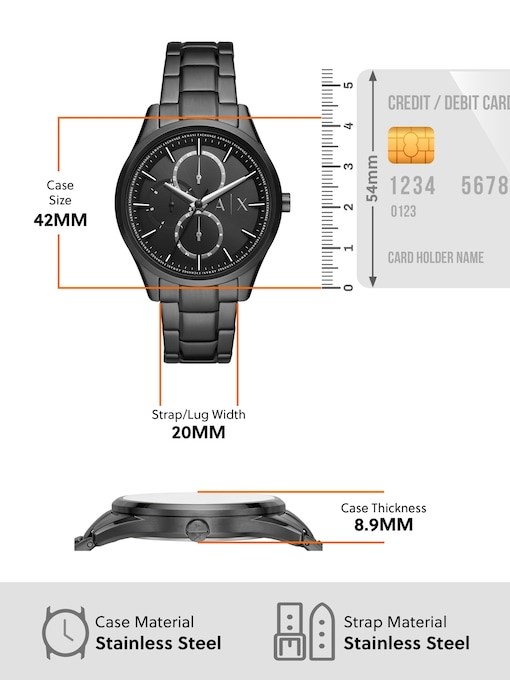 Case
Size
42MM
A|X
5
4
3
2
1
0
54mm
CREDIT / DEBIT CARD
1234 5678
0123
CARD HOLDER NAME
Strap/Lug Width
20MM
Case Thickness
8.9MM
Case Material
Stainless Steel
Strap Material
Stainless Steel